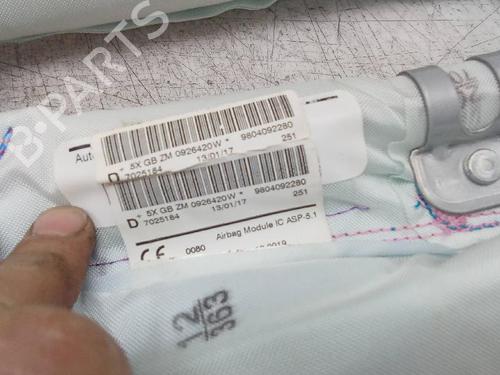 B·PARTS
Auto
+ 5X GB ZM 0926420W * 9804092280
D 7025184 13/01/17 251
+ 5X GB ZM 0926420W * 9804092280
D 7025184 13/01/17 251
Airbag Module IC ASP-5.1
CE 0080
12
363